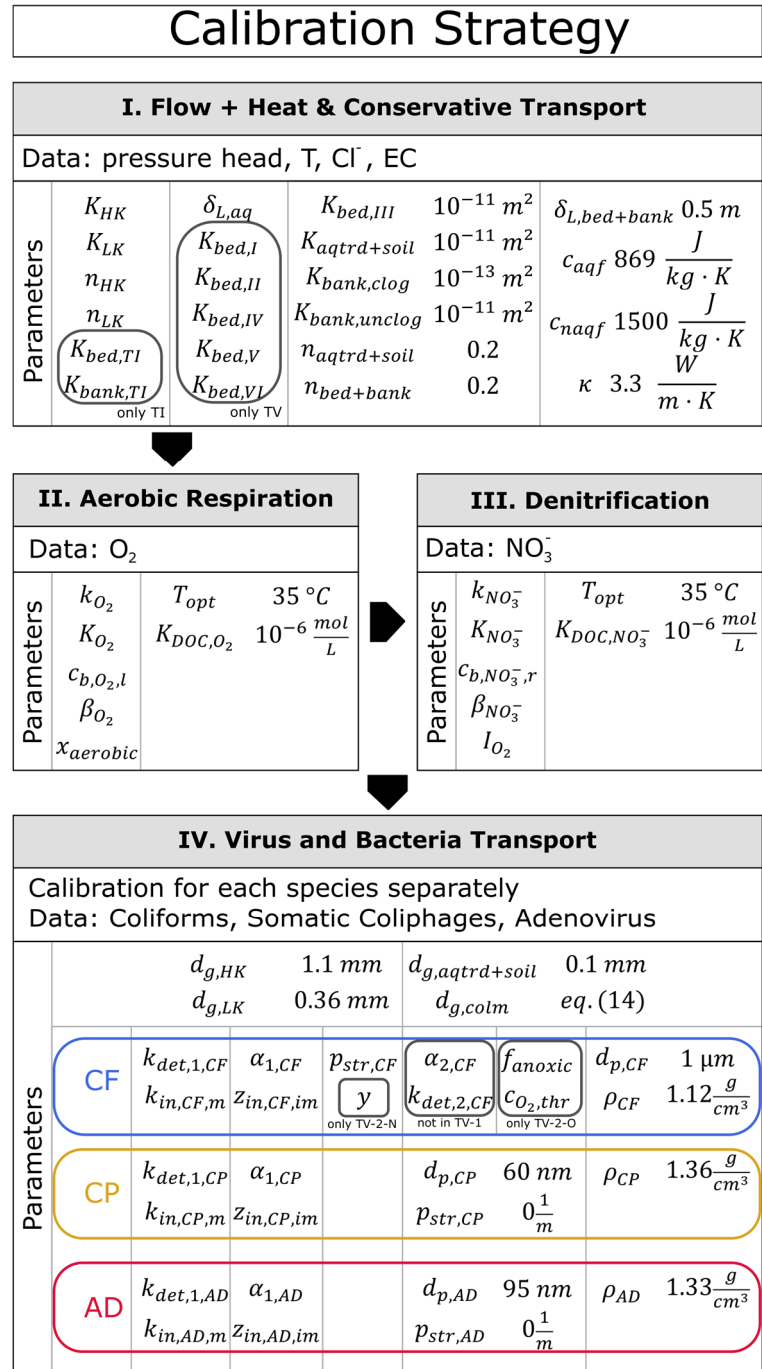 Calibration Strategy
I. Flow + Heat & Conservative Transport
Data: pressure head, T, Cl⁻, EC
Parameters
K_HK δ_L,aq K_bed,III 10⁻¹¹ m² δ_L,bed+bank 0.5 m
K_LK K_bed,I K_aqtrd+soil 10⁻¹¹ m² c_aqf 869 J/(kg · K)
n_HK K_bed,II K_bank,clog 10⁻¹³ m²
n_LK K_bed,IV K_bank,unclog 10⁻¹¹ m² c_naqf 1500 J/(kg · K)
K_bed,TI K_bed,V n_aqtrd+soil 0.2
K_bank,TI K_bed,VI n_bed+bank 0.2 κ 3.3 W/(m · K)
only TI only TV
II. Aerobic Respiration
Data: O₂
Parameters
k_O₂ T_opt 35 °C
K_O₂ K_DOC,O₂ 10⁻⁶ mol/L
c_b,O₂,l
β_O₂
x_aerobic
III. Denitrification
Data: NO₃⁻
Parameters
k_NO₃⁻ T_opt 35 °C
K_NO₃⁻ K_DOC,NO₃⁻ 10⁻⁶ mol/L
c_b,NO₃⁻,r
β_NO₃⁻
I_O₂
IV. Virus and Bacteria Transport
Calibration for each species separately
Data: Coliforms, Somatic Coliphages, Adenovirus
Parameters
d_g,HK 1.1 mm d_g,aqtrd+soil 0.1 mm
d_g,LK 0.36 mm d_g,colm eq. (14)
CF
k_det,1,CF α_1,CF p_str,CF α_2,CF f_anoxic d_p,CF 1 μm
k_in,CF,m z_in,CF,im y k_det,2,CF c_O₂,thr ρ_CF 1.12 g/cm³
only TV-2-N not in TV-1 only TV-2-O
CP
k_det,1,CP α_1,CP d_p,CP 60 nm ρ_CP 1.36 g/cm³
k_in,CP,m z_in,CP,im p_str,CP 0 1/m
AD
k_det,1,AD α_1,AD d_p,AD 95 nm ρ_AD 1.33 g/cm³
k_in,AD,m z_in,AD,im p_str,AD 0 1/m